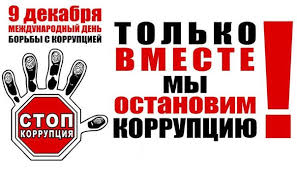 9 декабря
МЕЖДУНАРОДНЫЙ ДЕНЬ
БОРЬБЫ С КОРРУПЦИЕЙ
СТОП
КОРРУПЦИЯ
ТОЛЬКО
ВМЕСТЕ
МЫ
ОСТАНОВИМ
КОРРУПЦИЮ!